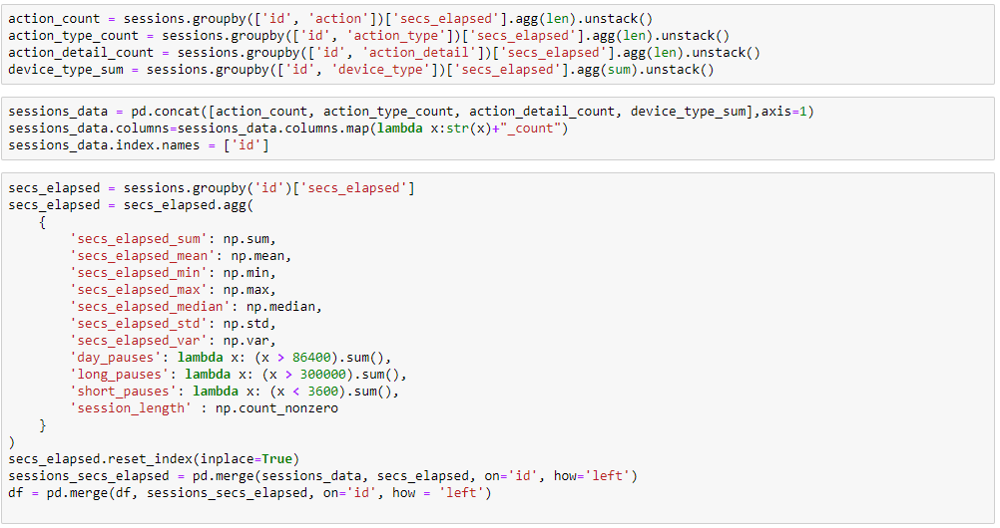 action_count = sessions.groupby(['id', 'action'])['secs_elapsed'].agg(len).unstack()
action_type_count = sessions.groupby(['id', 'action_type'])['secs_elapsed'].agg(len).unstack()
action_detail_count = sessions.groupby(['id', 'action_detail'])['secs_elapsed'].agg(len).unstack()
device_type_sum = sessions.groupby(['id', 'device_type'])['secs_elapsed'].agg(sum).unstack()

sessions_data = pd.concat([action_count, action_type_count, action_detail_count, device_type_sum],axis=1)
sessions_data.columns=sessions_data.columns.map(lambda x:str(x)+"_count")
sessions_data.index.names = ['id']

secs_elapsed = sessions.groupby('id')['secs_elapsed']
secs_elapsed = secs_elapsed.agg(
    {
        'secs_elapsed_sum': np.sum,
        'secs_elapsed_mean': np.mean,
        'secs_elapsed_min': np.min,
        'secs_elapsed_max': np.max,
        'secs_elapsed_median': np.median,
        'secs_elapsed_std': np.std,
        'secs_elapsed_var': np.var,
        'day_pauses': lambda x: (x > 86400).sum(),
        'long_pauses': lambda x: (x > 300000).sum(),
        'short_pauses': lambda x: (x < 3600).sum(),
        'session_length' : np.count_nonzero
    }
)
secs_elapsed.reset_index(inplace=True)
sessions_secs_elapsed = pd.merge(sessions_data, secs_elapsed, on='id', how='left')
df = pd.merge(df, sessions_secs_elapsed, on='id', how = 'left')